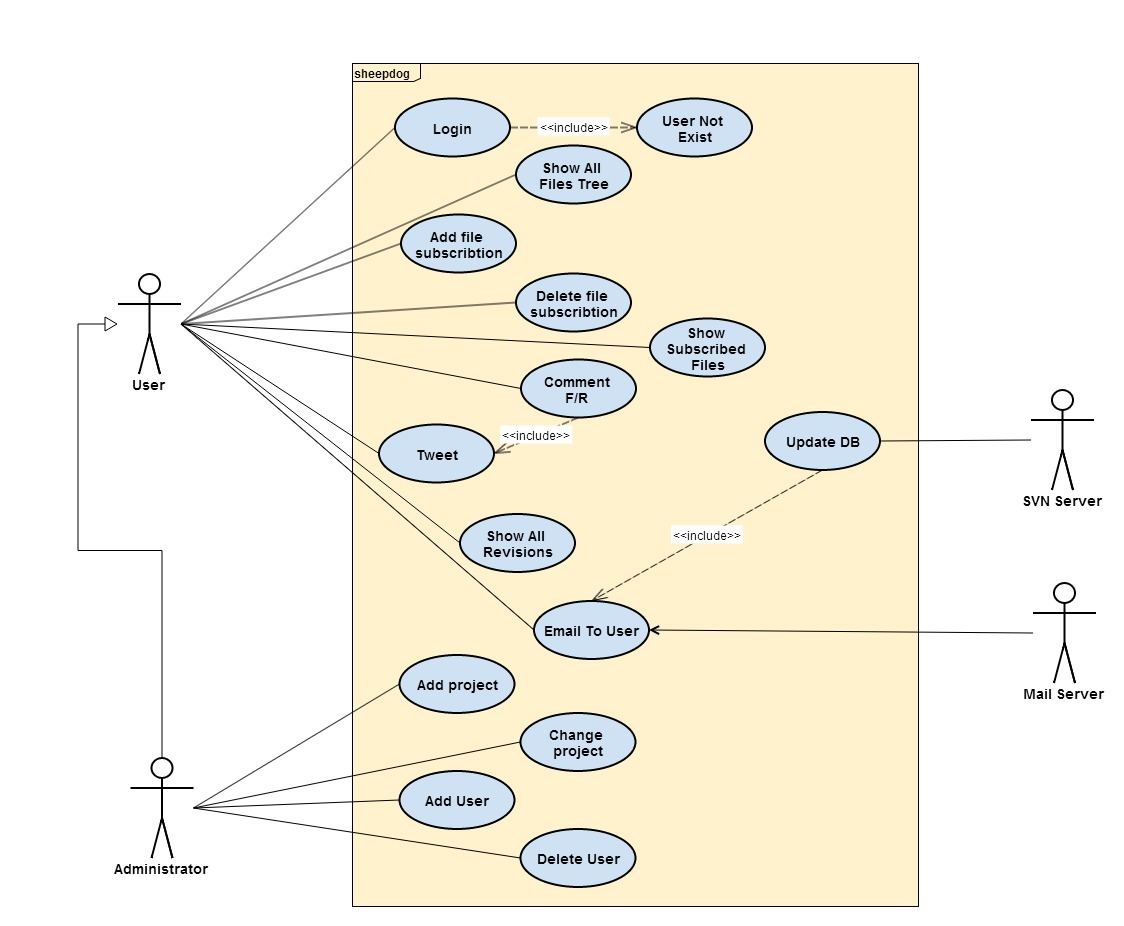 sheepdog
Login
<<include>>
User Not
Exist
Show All
Files Tree
Add file
subscribtion
Delete file
subscribtion
Show
Subscribed
Files
User
Comment
F/R
<<include>>
Tweet
Update DB
SVN Server
<<include>>
Show All
Revisions
Email To User
Mail Server
Add project
Change
project
Add User
Delete User
Administrator